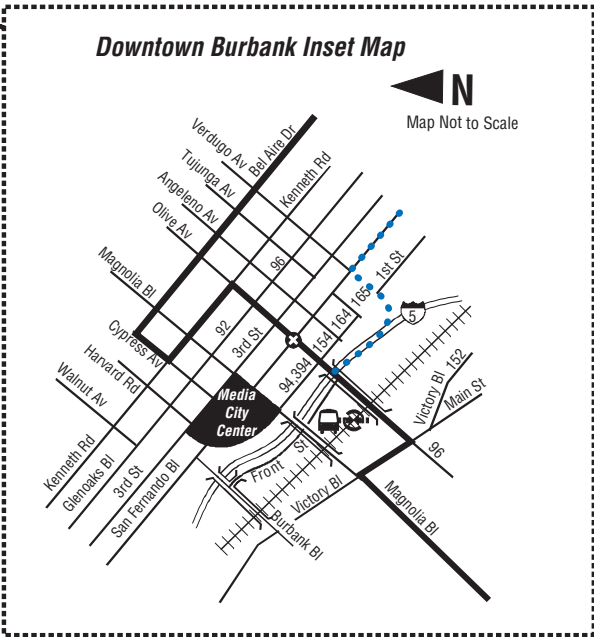 Downtown Burbank Inset Map
N
Map Not to Scale
Verdugo Av
Bel Aire Dr
Tujunga Av
Kenneth Rd
Angeleno Av
Olive Av
Magnolia Bl
96
1st St
165
164
154
94,394
5
92
3rd St
Cypress Av
Harvard Rd
Walnut Av
Media
City
Center
Kenneth Rd
Glenoaks Bl
3rd St
San Fernando Bl
Front St
Victory Bl
Burbank Bl
Victory Bl
152
Main St
96
Magnolia Bl